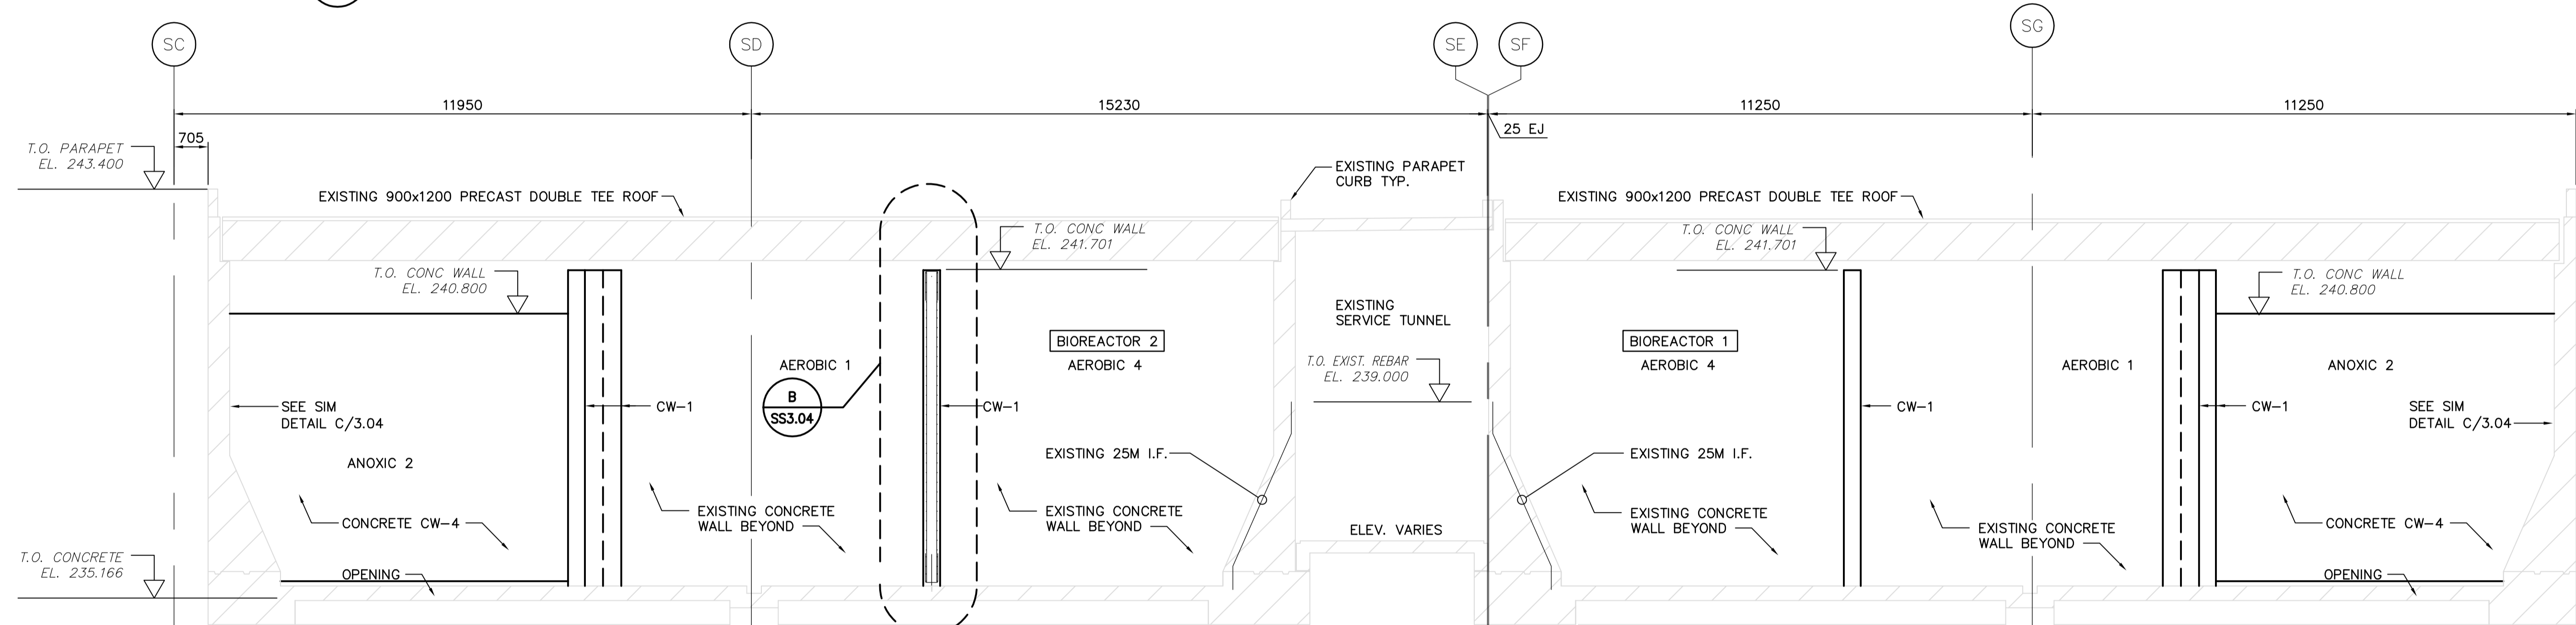 SC
SD
SE
SF
SG
11950
15230
11250
11250
705
25 EJ
T.O. PARAPET
EL. 243.400
EXISTING 900x1200 PRECAST DOUBLE TEE ROOF
EXISTING PARAPET
CURB TYP.
EXISTING 900x1200 PRECAST DOUBLE TEE ROOF
T.O. CONC WALL
EL. 241.701
T.O. CONC WALL
EL. 241.701
T.O. CONC WALL
EL. 240.800
T.O. CONC WALL
EL. 240.800
EXISTING
SERVICE TUNNEL
BIOREACTOR 2
AEROBIC 4
AEROBIC 1
B
SS3.04
T.O. EXIST. REBAR
EL. 239.000
BIOREACTOR 1
AEROBIC 4
AEROBIC 1
ANOXIC 2
SEE SIM
DETAIL C/3.04
CW-1
CW-1
CW-1
CW-1
SEE SIM
DETAIL C/3.04
ANOXIC 2
EXISTING 25M I.F.
EXISTING 25M I.F.
CONCRETE CW-4
EXISTING CONCRETE
WALL BEYOND
EXISTING CONCRETE
WALL BEYOND
ELEV. VARIES
EXISTING CONCRETE
WALL BEYOND
EXISTING CONCRETE
WALL BEYOND
CONCRETE CW-4
T.O. CONCRETE
EL. 235.166
OPENING
OPENING